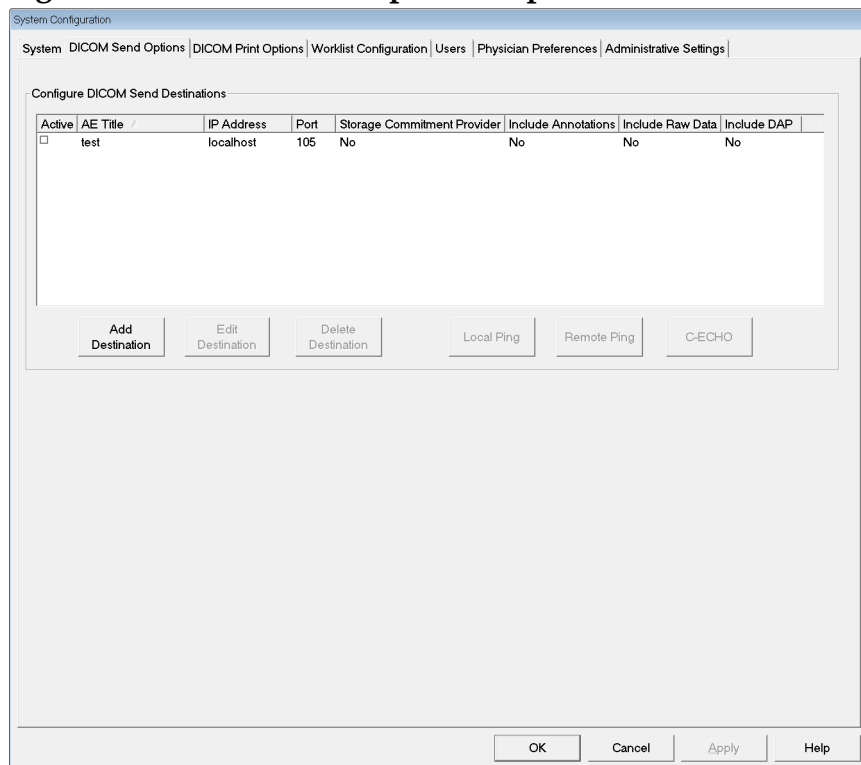 System Configuration
System DICOM Send Options DICOM Print Options Worklist Configuration Users Physician Preferences Administrative Settings
Configure DICOM Send Destinations
Active AE Title / IP Address Port Storage Commitment Provider Include Annotations Include Raw Data Include DAP
test localhost 105 No No No No
Add Destination Edit Destination Delete Destination Local Ping Remote Ping C-ECHO
OK Cancel Apply Help